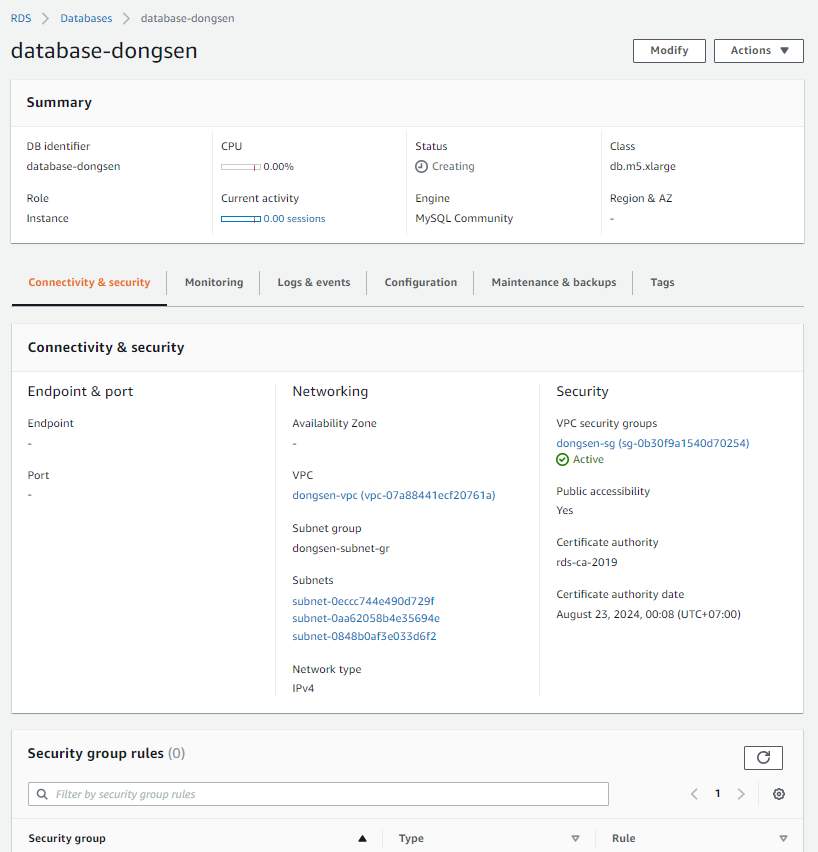 RDS > Databases > database-dongsen
database-dongsen
Modify
Actions
Summary
DB identifier
database-dongsen
CPU
0.00%
Status
Creating
Class
db.m5.xlarge
Role
Instance
Current activity
0.00 sessions
Engine
MySQL Community
Region & AZ
-
Connectivity & security
Monitoring
Logs & events
Configuration
Maintenance & backups
Tags
Connectivity & security
Endpoint & port
Endpoint
-
Port
-
Networking
Availability Zone
-
VPC
dongsen-vpc (vpc-07a88441ecf20761a)
Subnet group
dongsen-subnet-gr
Subnets
subnet-0eccc744e490d729f
subnet-0aa62058b4e35694e
subnet-0848b0af3e033d6f2
Network type
IPv4
Security
VPC security groups
dongsen-sg (sg-0b30f9a1540d70254)
Active
Public accessibility
Yes
Certificate authority
rds-ca-2019
Certificate authority date
August 23, 2024, 00:08 (UTC+07:00)
Security group rules (0)
Filter by security group rules
1
Security group
Type
Rule